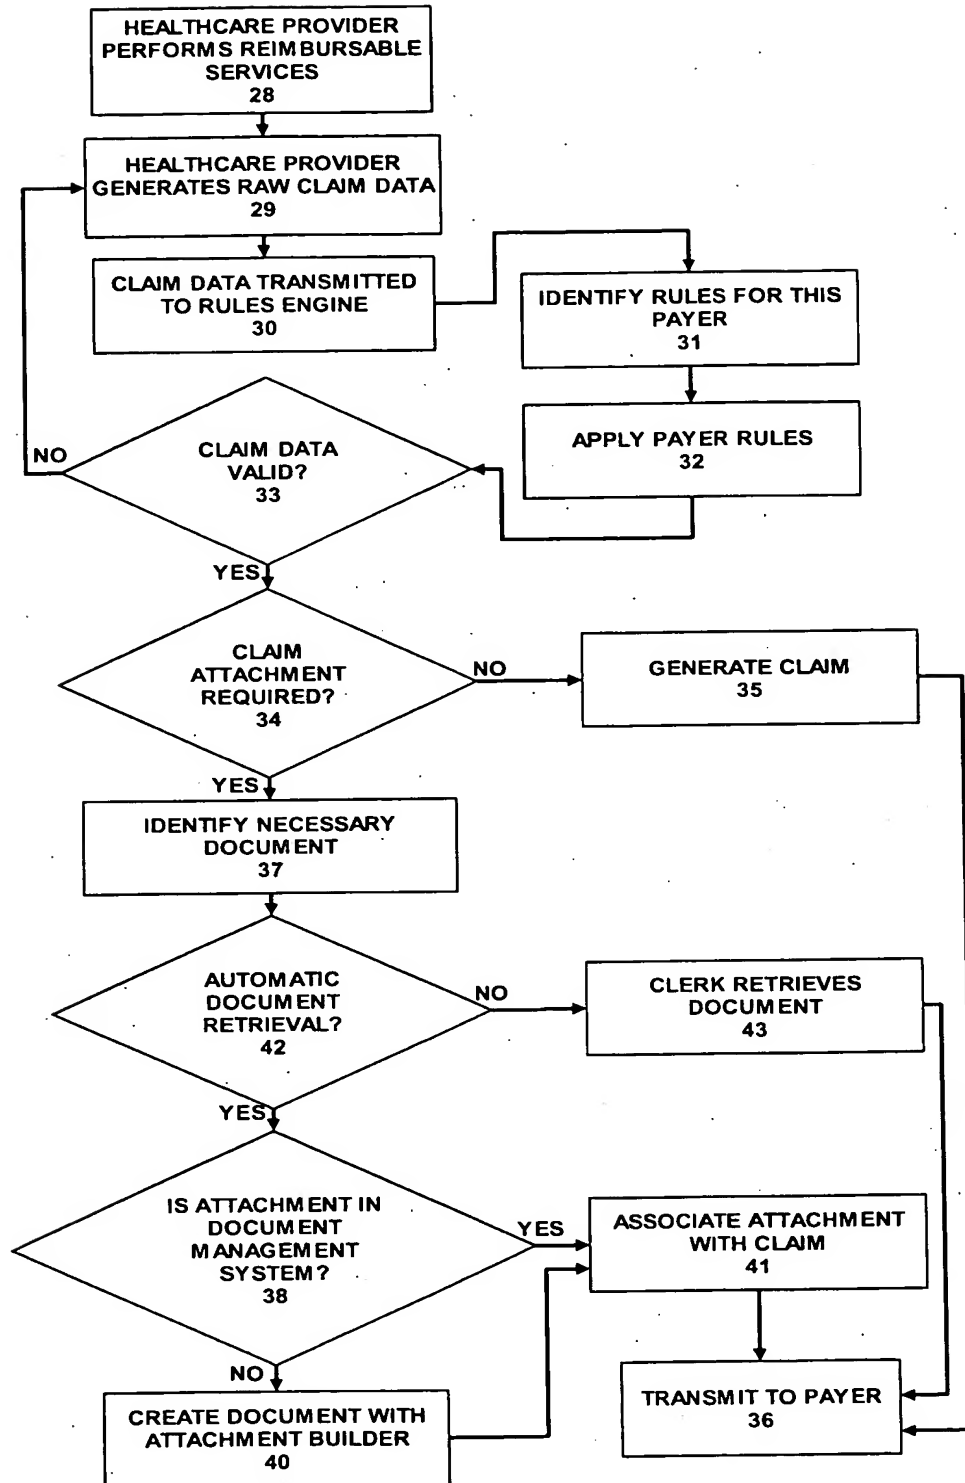 HEALTHCARE PROVIDER
PERFORMS REIMBURSABLE
SERVICES
28
HEALTHCARE PROVIDER
GENERATES RAW CLAIM DATA
29
CLAIM DATA TRANSMITTED
TO RULES ENGINE
30
IDENTIFY RULES FOR THIS
PAYER
31
APPLY PAYER RULES
32
CLAIM DATA
VALID?
33
NO
YES
CLAIM
ATTACHMENT
REQUIRED?
34
NO
GENERATE CLAIM
35
YES
IDENTIFY NECESSARY
DOCUMENT
37
AUTOMATIC
DOCUMENT
RETRIEVAL?
42
NO
CLERK RETRIEVES
DOCUMENT
43
YES
IS ATTACHMENT IN
DOCUMENT
MANAGEMENT
SYSTEM?
38
YES
ASSOCIATE ATTACHMENT
WITH CLAIM
41
NO
CREATE DOCUMENT WITH
ATTACHMENT BUILDER
40
TRANSMIT TO PAYER
36